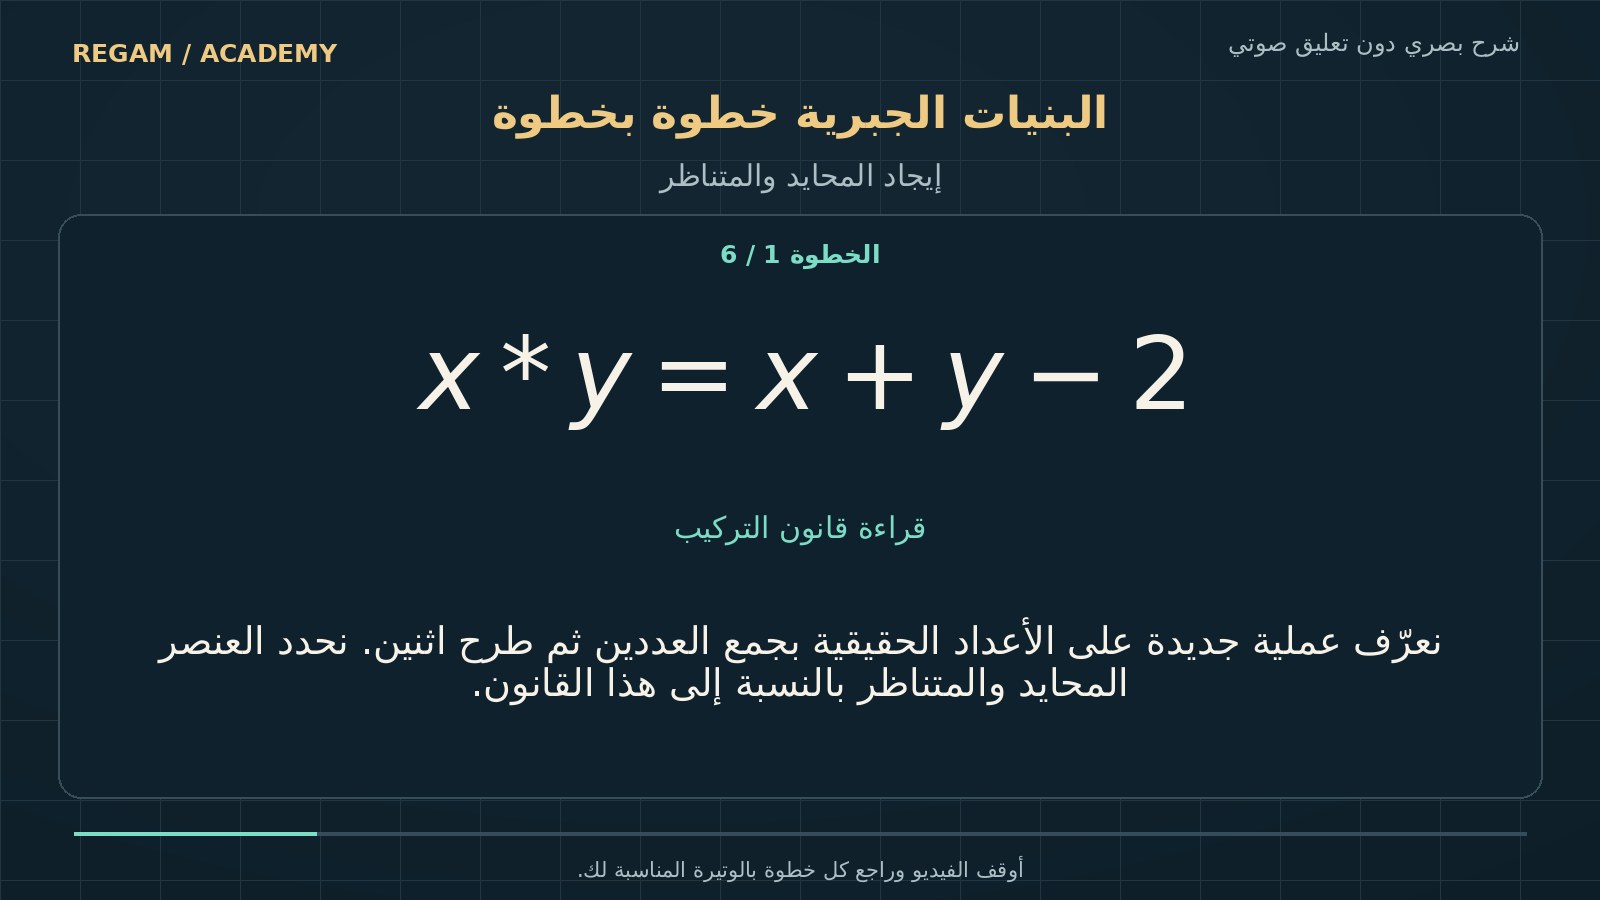 REGAM / ACADEMY
شرح بصري دون تعليق صوتي
البنيات الجبرية خطوة بخطوة
إيجاد المحايد والمتناظر
الخطوة 1 / 6
x * y = x + y − 2
قراءة قانون التركيب
نعرّف عملية جديدة على الأعداد الحقيقية بجمع العددين ثم طرح اثنين. نحدد العنصر
المحايد والمتناظر بالنسبة إلى هذا القانون.
أوقف الفيديو وراجع كل خطوة بالوتيرة المناسبة لك.